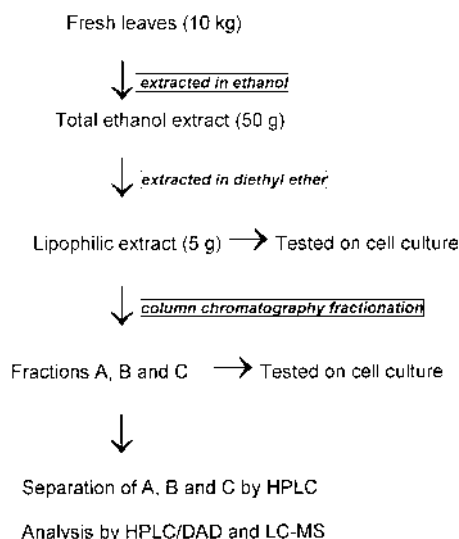 Fresh leaves (10 kg)
extracted in ethanol
Total ethanol extract (50 g)
extracted in diethyl ether
Lipophilic extract (5 g) → Tested on cell culture
column chromatography fractionation
Fractions A, B and C → Tested on cell culture
Separation of A, B and C by HPLC
Analysis by HPLC/DAD and LC-MS